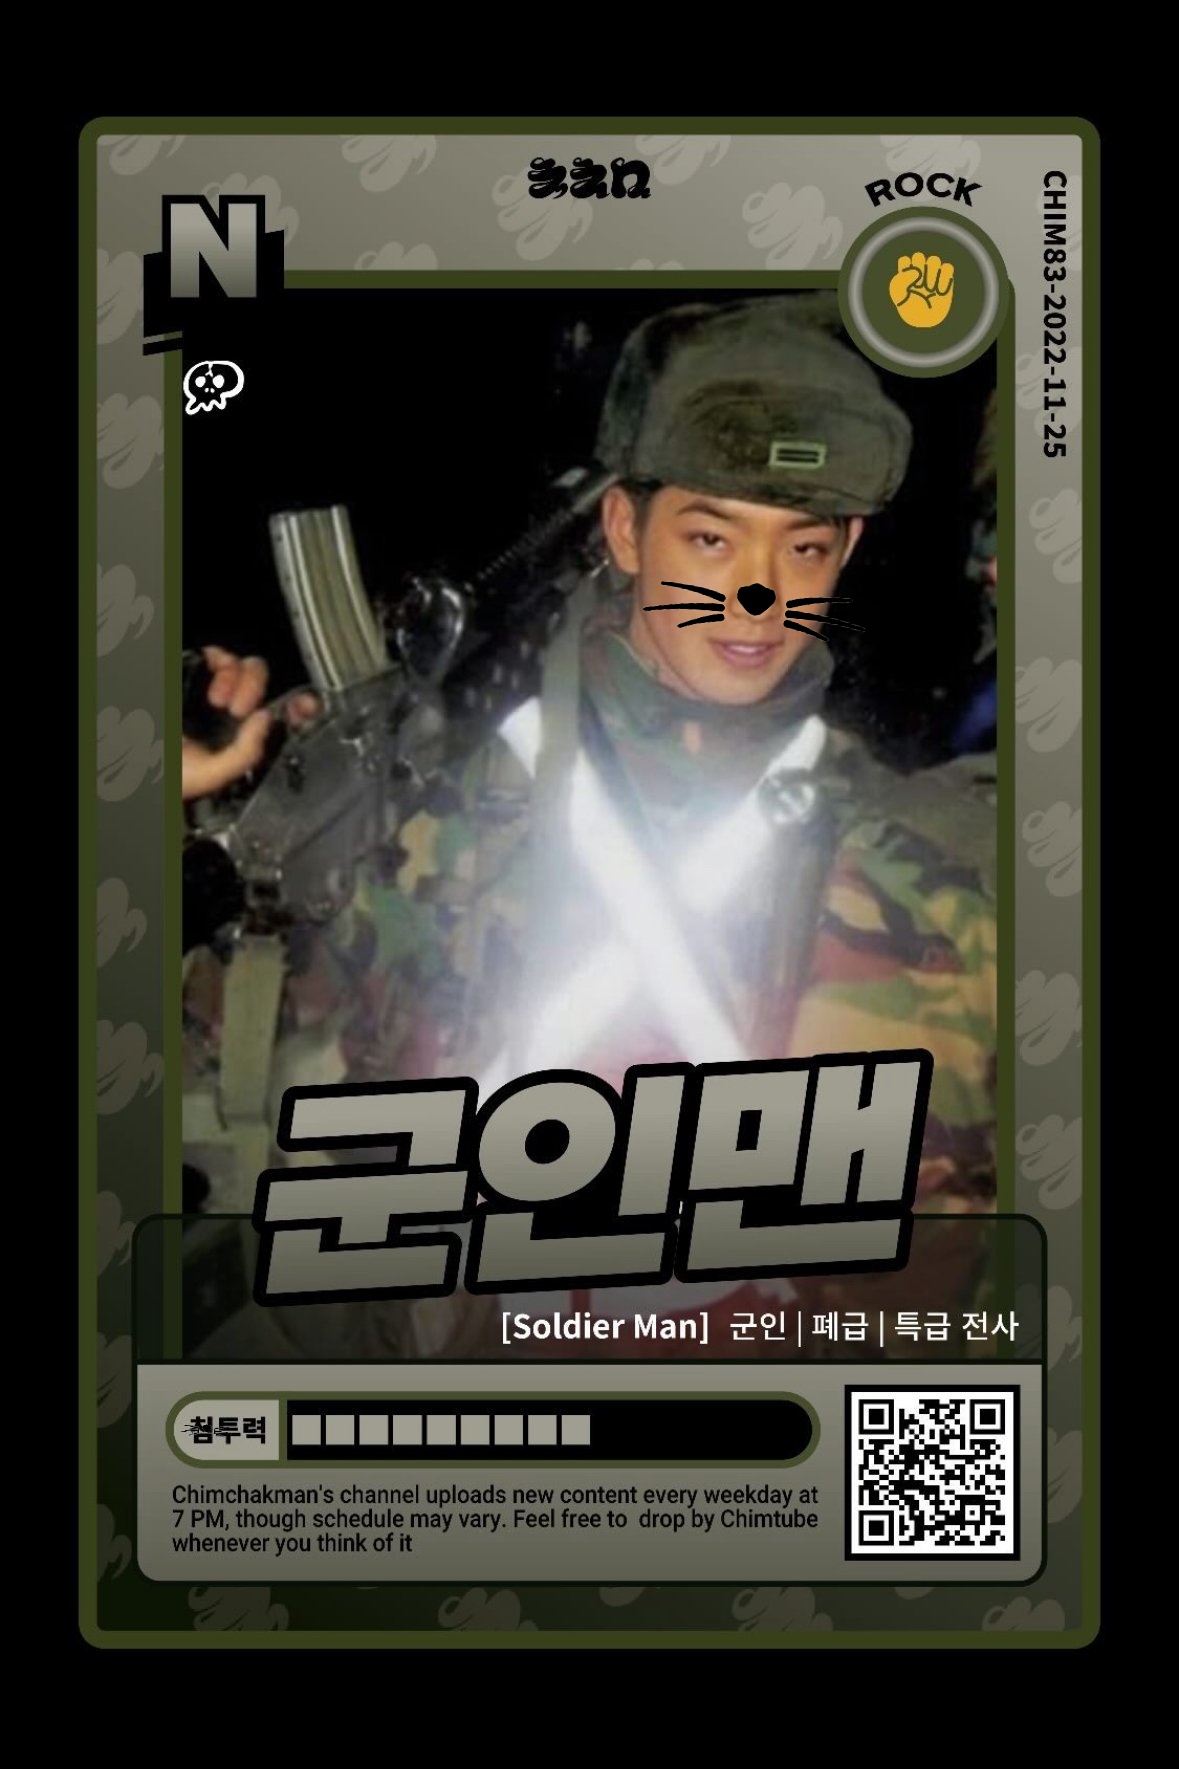 N
ROCK
CHIM83-2022-11-25
군인맨
[Soldier Man] 군인 | 폐급 | 특급 전사
침투력
Chimchakman's channel uploads new content every weekday at
7 PM, though schedule may vary. Feel free to drop by Chimtube
whenever you think of it